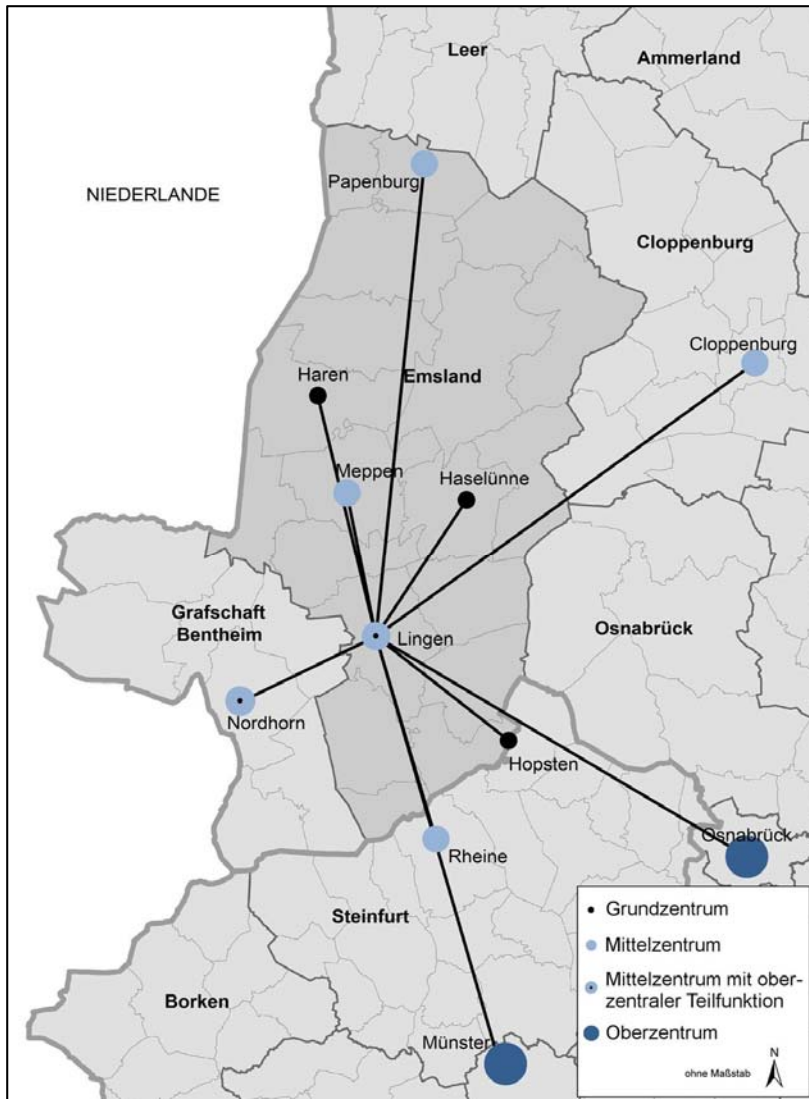 Leer
Ammerland
Papenburg
NIEDERLANDE
Cloppenburg
Cloppenburg
Haren
Emsland
Meppen
Haselünne
Grafschaft
Bentheim
Lingen
Osnabrück
Nordhorn
Hopsten
Osnabrück
Rheine
Steinfurt
Borken
Münster
Grundzentrum
Mittelzentrum
Mittelzentrum mit ober-
zentraler Teilfunktion
Oberzentrum
N
ohne Maßstab